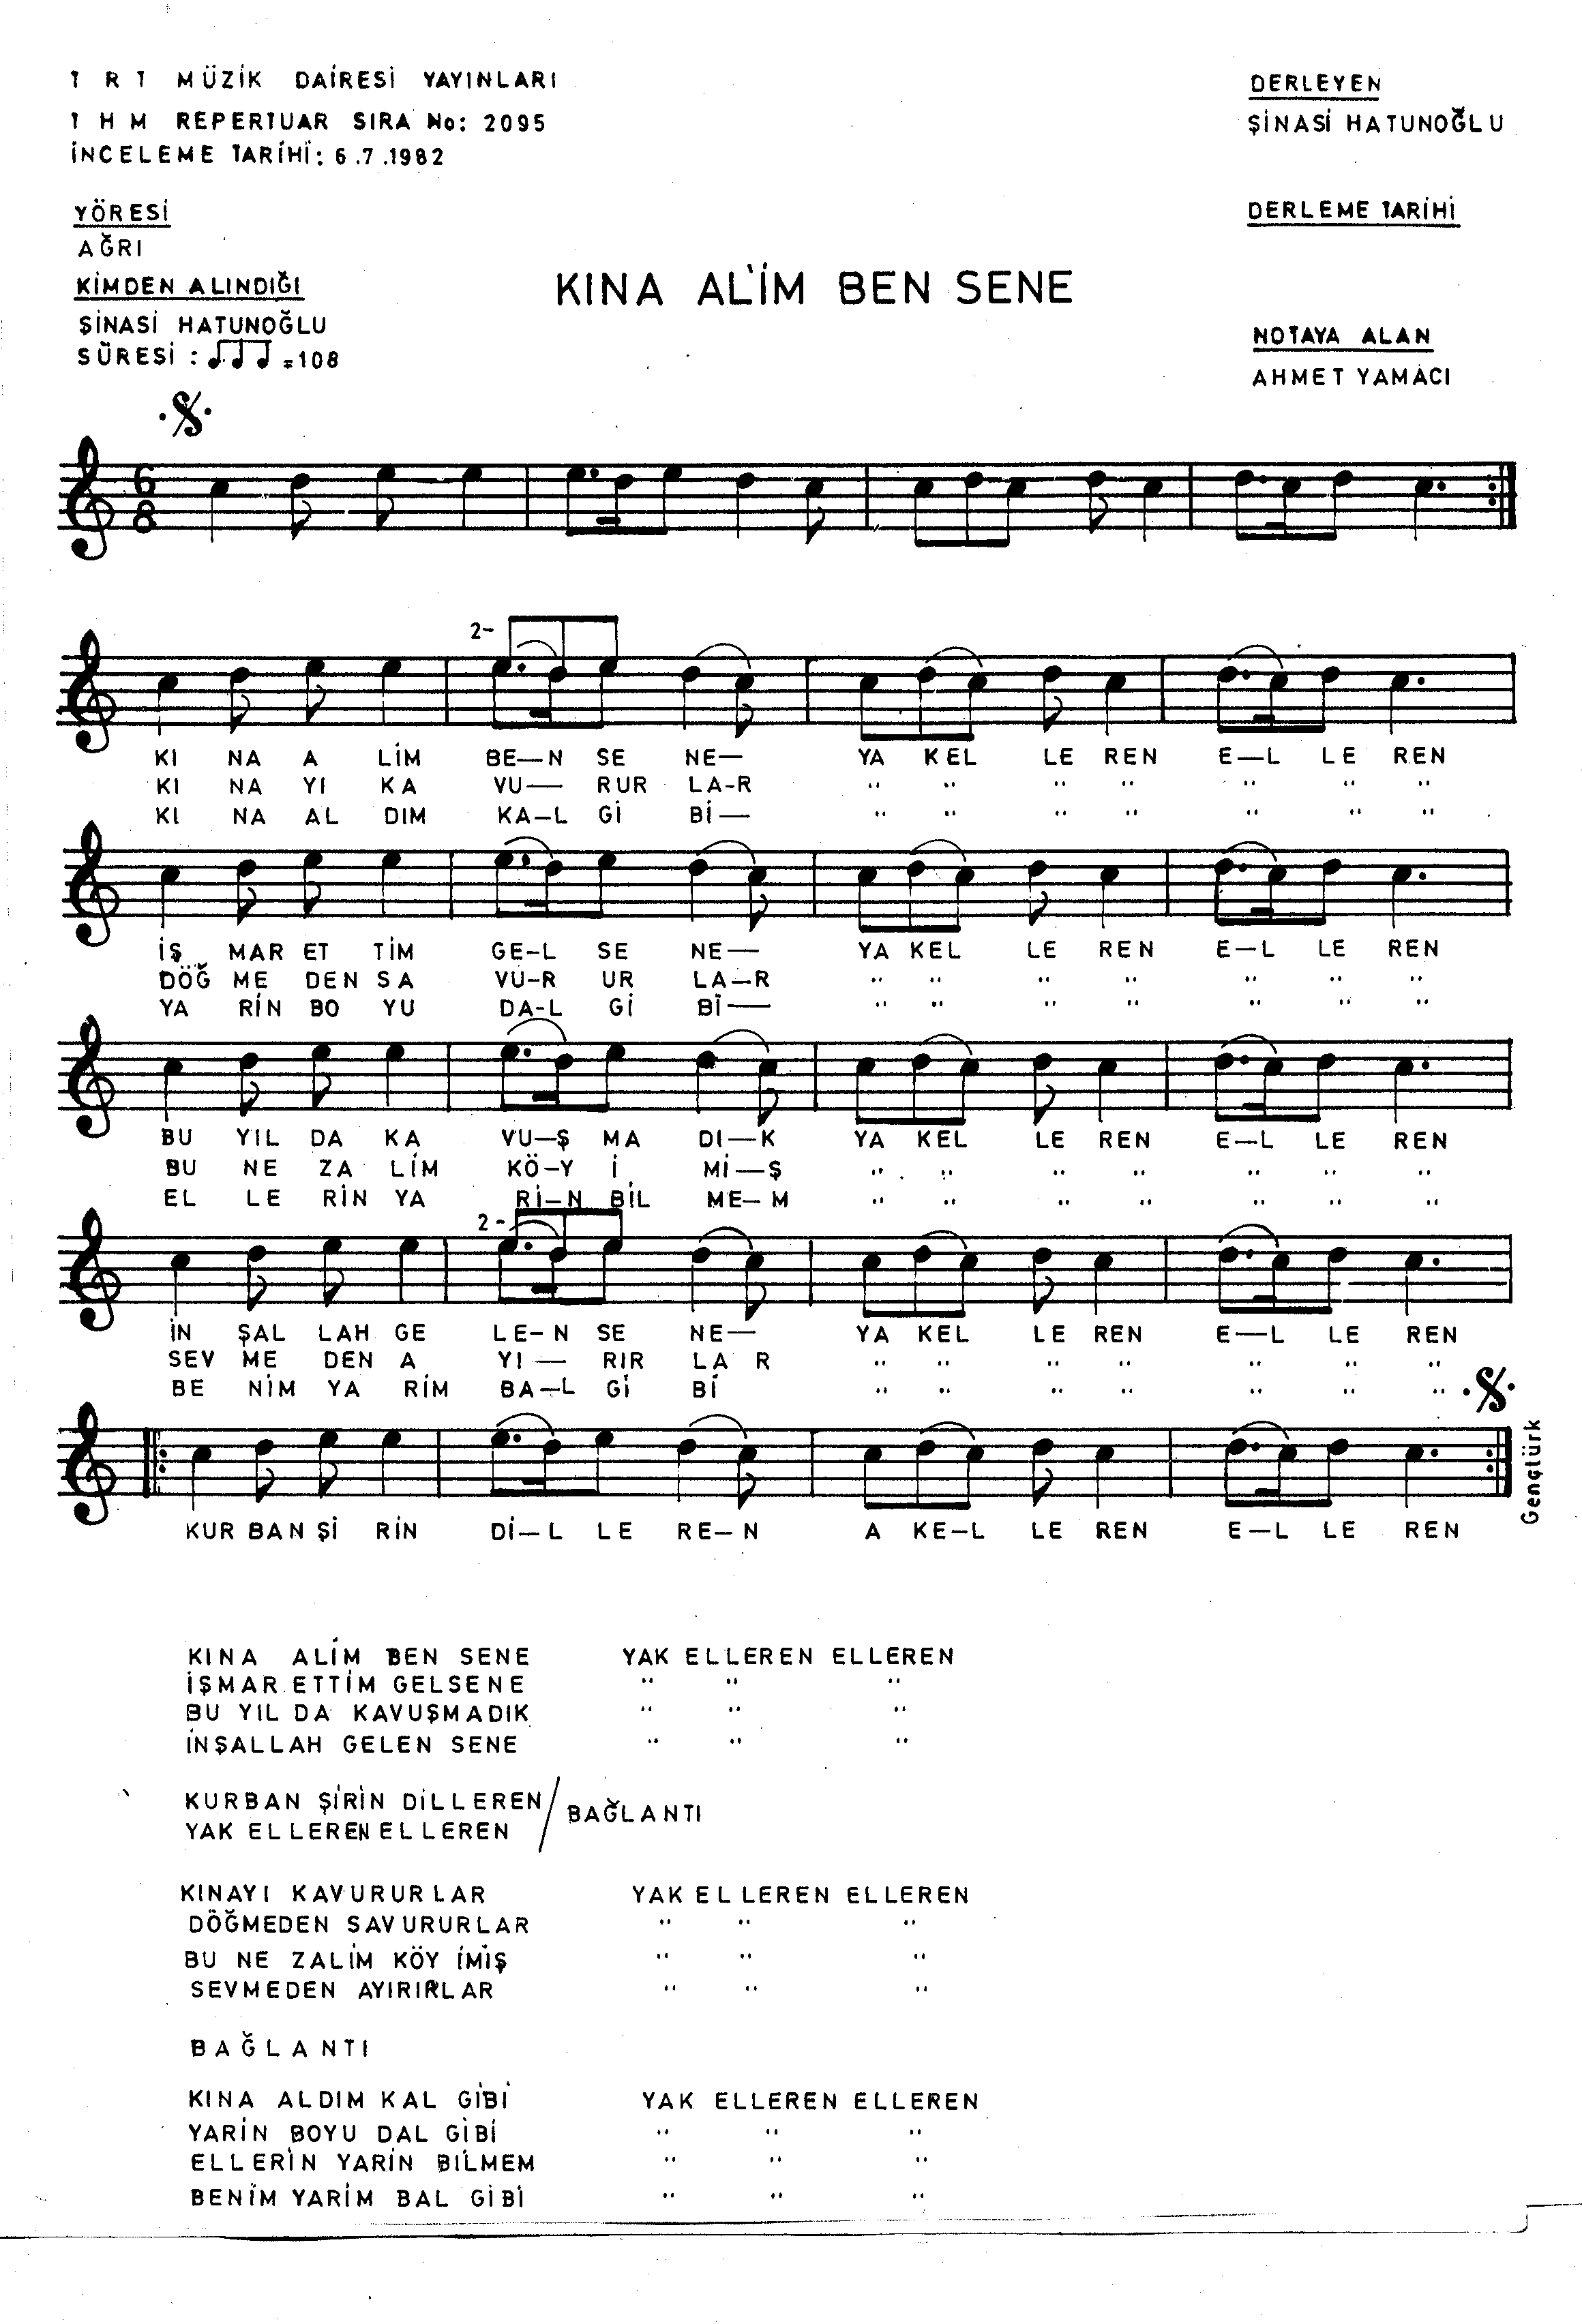 T R T MÜZİK DAİRESİ YAYINLARI
T H M REPERTUAR SIRA No: 2095
İNCELEME TARİHİ: 6.7.1982
DERLEYEN
ŞİNASİ HATUNOĞLU
YÖRESİ
AĞRI
DERLEME TARİHİ
KİMDEN ALINDIĞI
ŞİNASİ HATUNOĞLU
SÜRESİ : ♩♩♩ = 108
KINA AL'İM BEN SENE
NOTAYA ALAN
AHMET YAMACI
6
8
2-
KI NA A LİM BE—N SE NE— YA KEL LE REN E—L LE REN
KI NA YI KA VU— RUR LA-R " " " " " " "
KI NA AL DIM KA—L Gİ Bİ— " " " " " " "
İŞ MAR ET TİM GE-L SE NE— YA KEL LE REN E—L LE REN
DÖĞ ME DEN SA VU-R UR LA—R " " " " " " "
YA RİN BO YU DA-L Gİ Bİ— " " " " " " "
BU YIL DA KA VU—Ş MA DI—K YA KEL LE REN E—L LE REN
BU NE ZA LİM KÖ—Y İ Mİ—Ş " " " " " " "
EL LE RİN YA Rİ—N BİL ME—M " " " " " " "
2-
İN ŞAL LAH GE LE-N SE NE— YA KEL LE REN E—L LE REN
SEV ME DEN A YI— RIR LA R " " " " " " "
BE NİM YA RİM BA—L Gİ Bİ " " " " " " "
Gençtürk
KUR BAN Şİ RİN Dİ—L LE RE—N A KE—L LE REN E—L LE REN
KINA ALİM BEN SENE YAK ELLEREN ELLEREN
İŞMAR ETTİM GELSENE " " "
BU YIL DA KAVUŞMADIK " " "
İNŞALLAH GELEN SENE " " "
KURBAN ŞİRİN DİLLEREN / BAĞLANTI
YAK ELLEREN ELLEREN
KINAYI KAVURURLAR YAK ELLEREN ELLEREN
DÖĞMEDEN SAVURURLAR " " "
BU NE ZALİM KÖY İMİŞ " " "
SEVMEDEN AYIRIRLAR " " "
BAĞLANTI
KINA ALDIM KAL GİBİ YAK ELLEREN ELLEREN
YARİN BOYU DAL GİBİ " " "
ELLERİN YARİN BİLMEM " " "
BENİM YARİM BAL GİBİ " " "